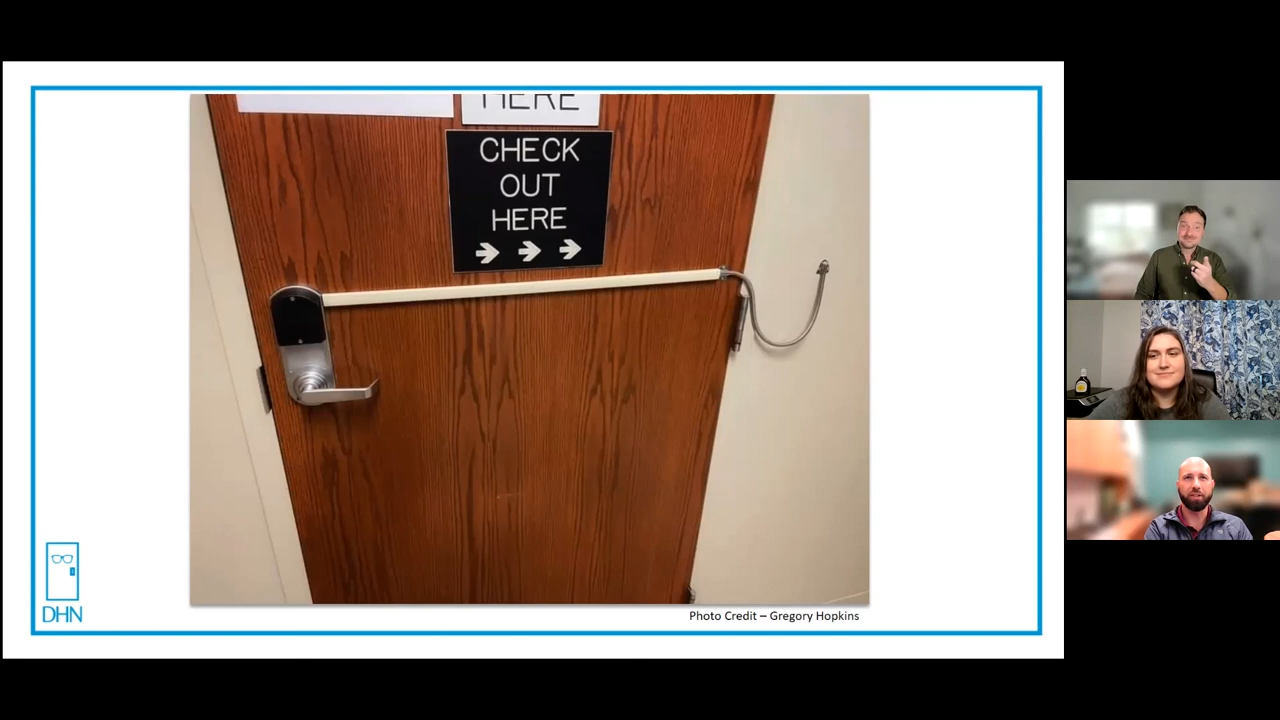 HERE
CHECK
OUT
HERE
DHN
Photo Credit – Gregory Hopkins